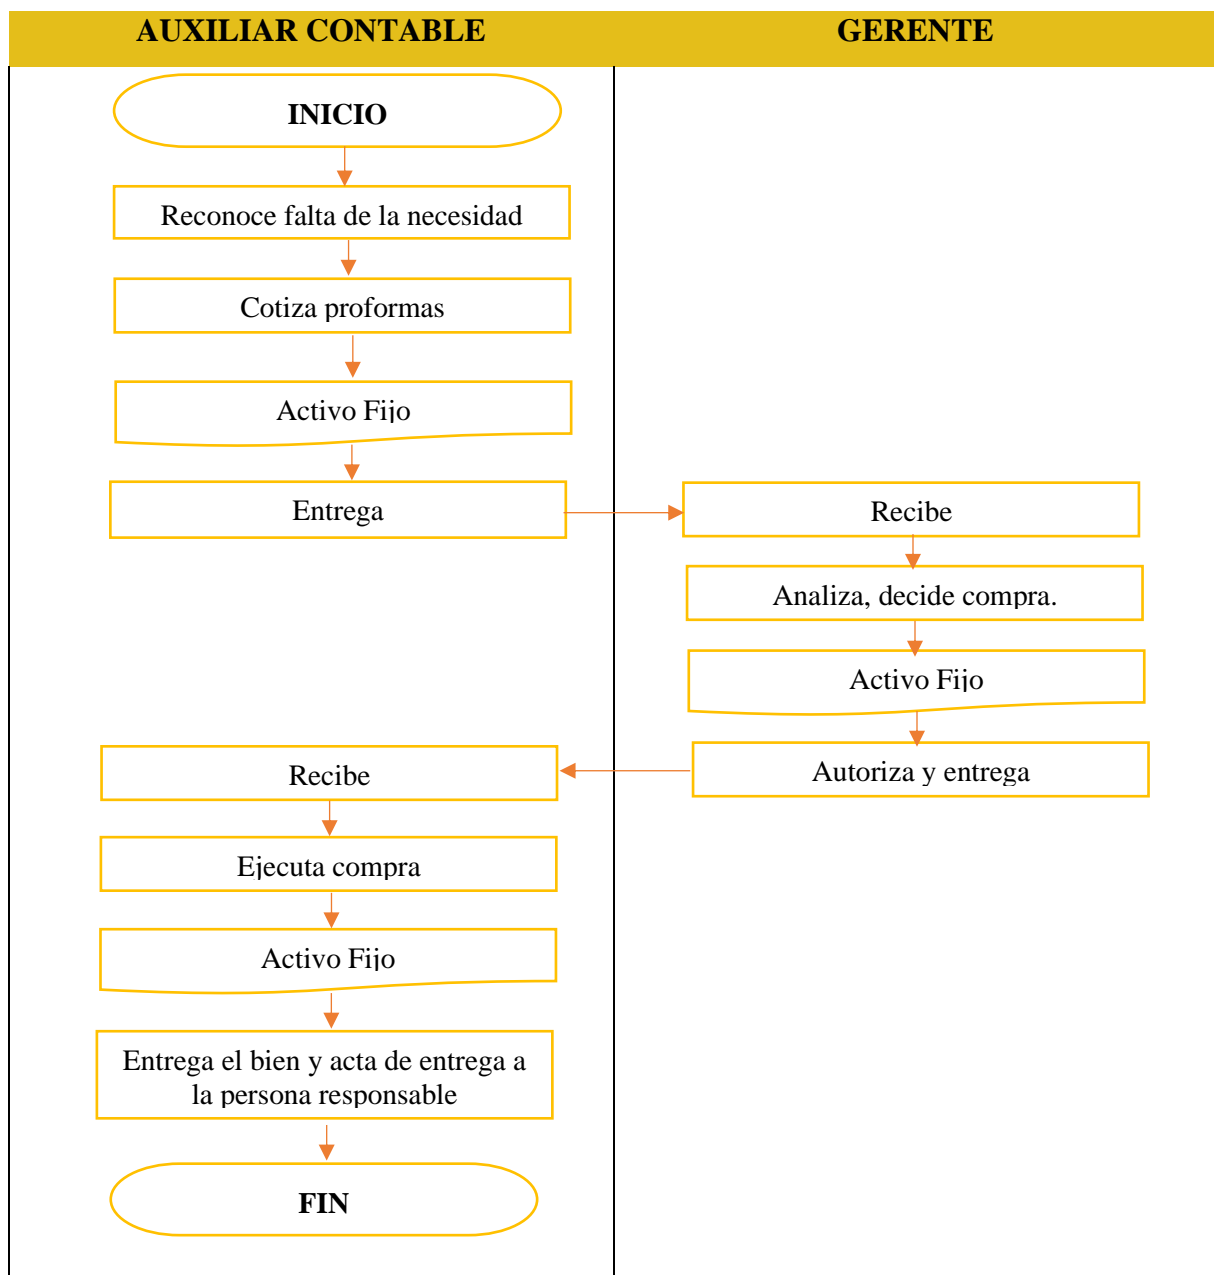 AUXILIAR CONTABLE
GERENTE
INICIO
Reconoce falta de la necesidad
Cotiza proformas
Activo Fijo
Entrega
Recibe
Analiza, decide compra.
Activo Fijo
Autoriza y entrega
Recibe
Ejecuta compra
Activo Fijo
Entrega el bien y acta de entrega a
la persona responsable
FIN